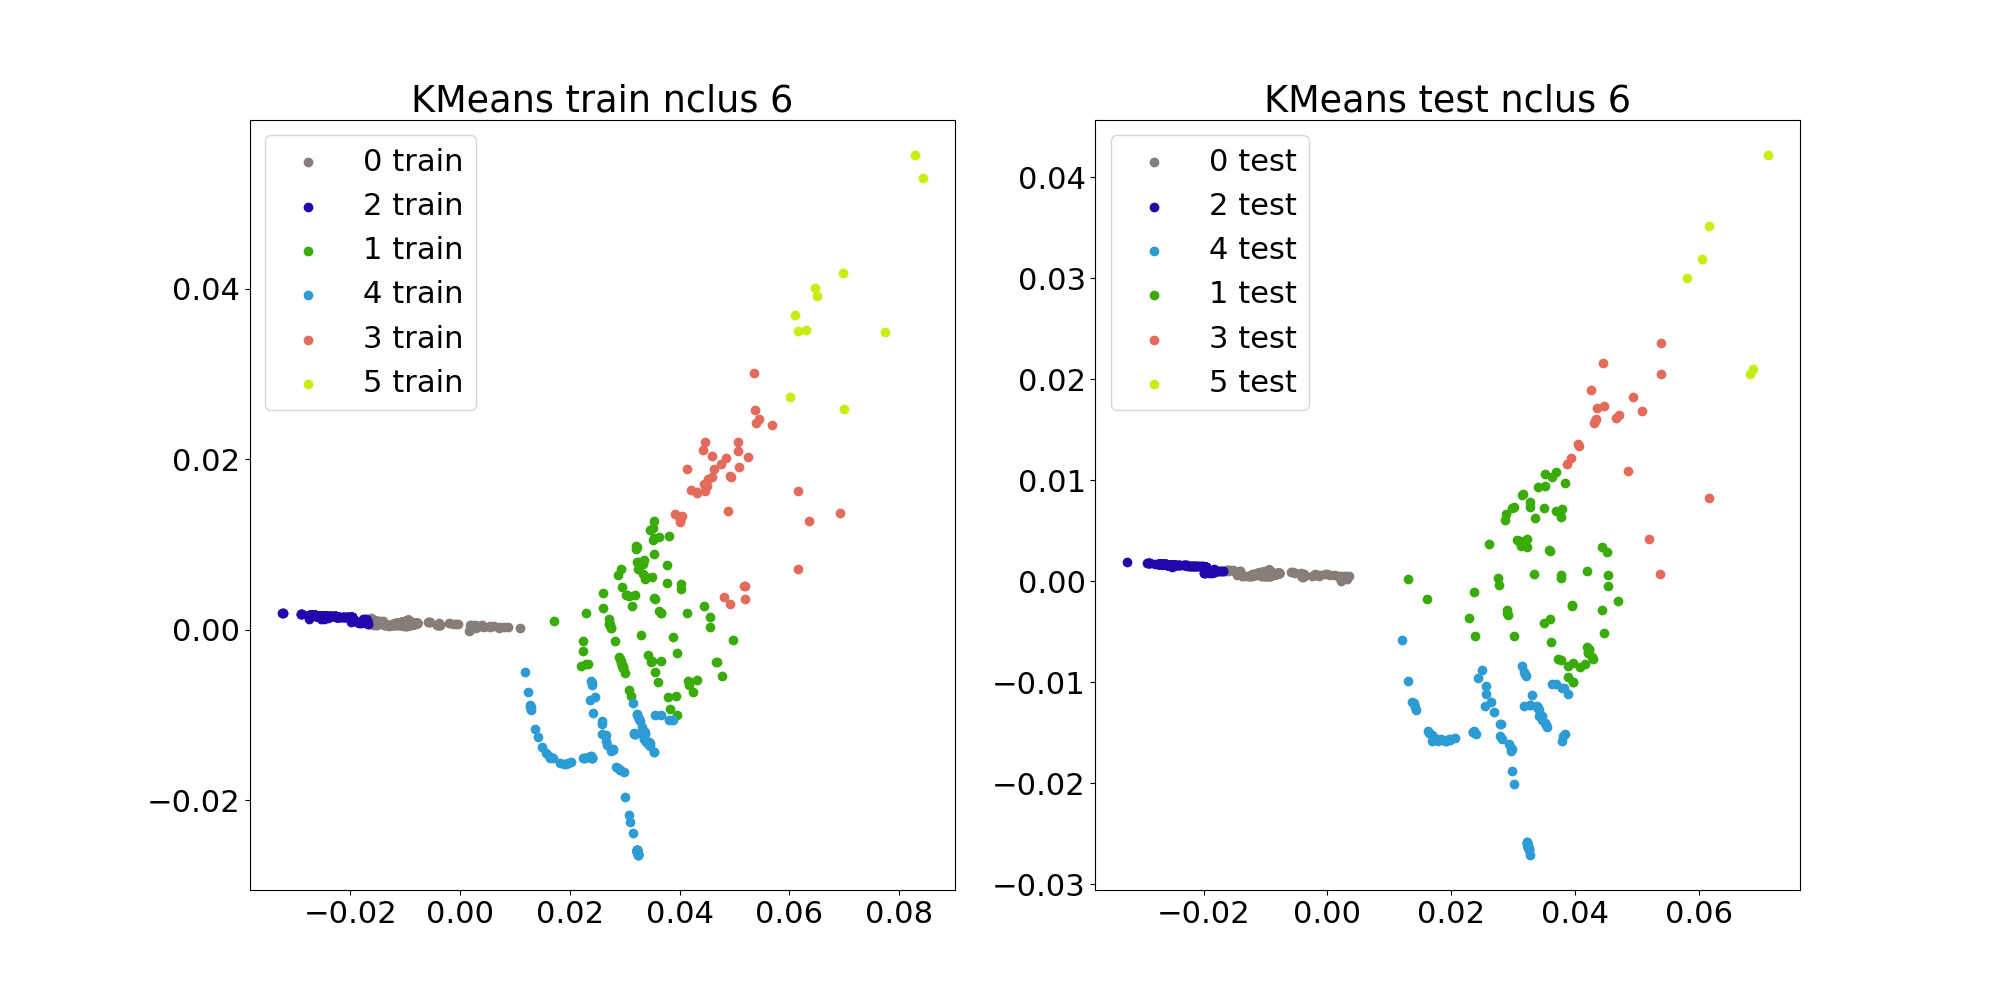 KMeans train nclus 6
0 train
2 train
1 train
4 train
3 train
5 train
0.04
0.02
0.00
−0.02
−0.02 0.00 0.02 0.04 0.06 0.08
KMeans test nclus 6
0 test
2 test
4 test
1 test
3 test
5 test
0.04
0.03
0.02
0.01
0.00
−0.01
−0.02
−0.03
−0.02 0.00 0.02 0.04 0.06